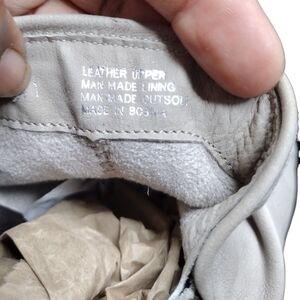 LEATHER UPPER
MAN MADE LINING
MAN MADE OUTSOLE
MADE IN BOSNIA